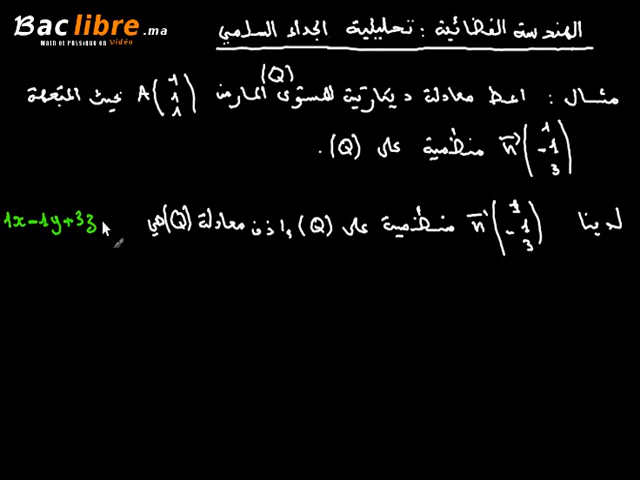 Bac libre.ma
Math et Physique en Vidéo
الهندسة الفضائية : تحليلية الجداء السلمي
مثال : اعط معادلة ديكارتية للمستوى (Q) المار من A(1 1 1) بحيث المتجهة
n(1 -1 3) منظمية على (Q).
لدينا n(1 -1 3) منظمية على (Q) واذن معادلة (Q) هي
1x-1y+3z